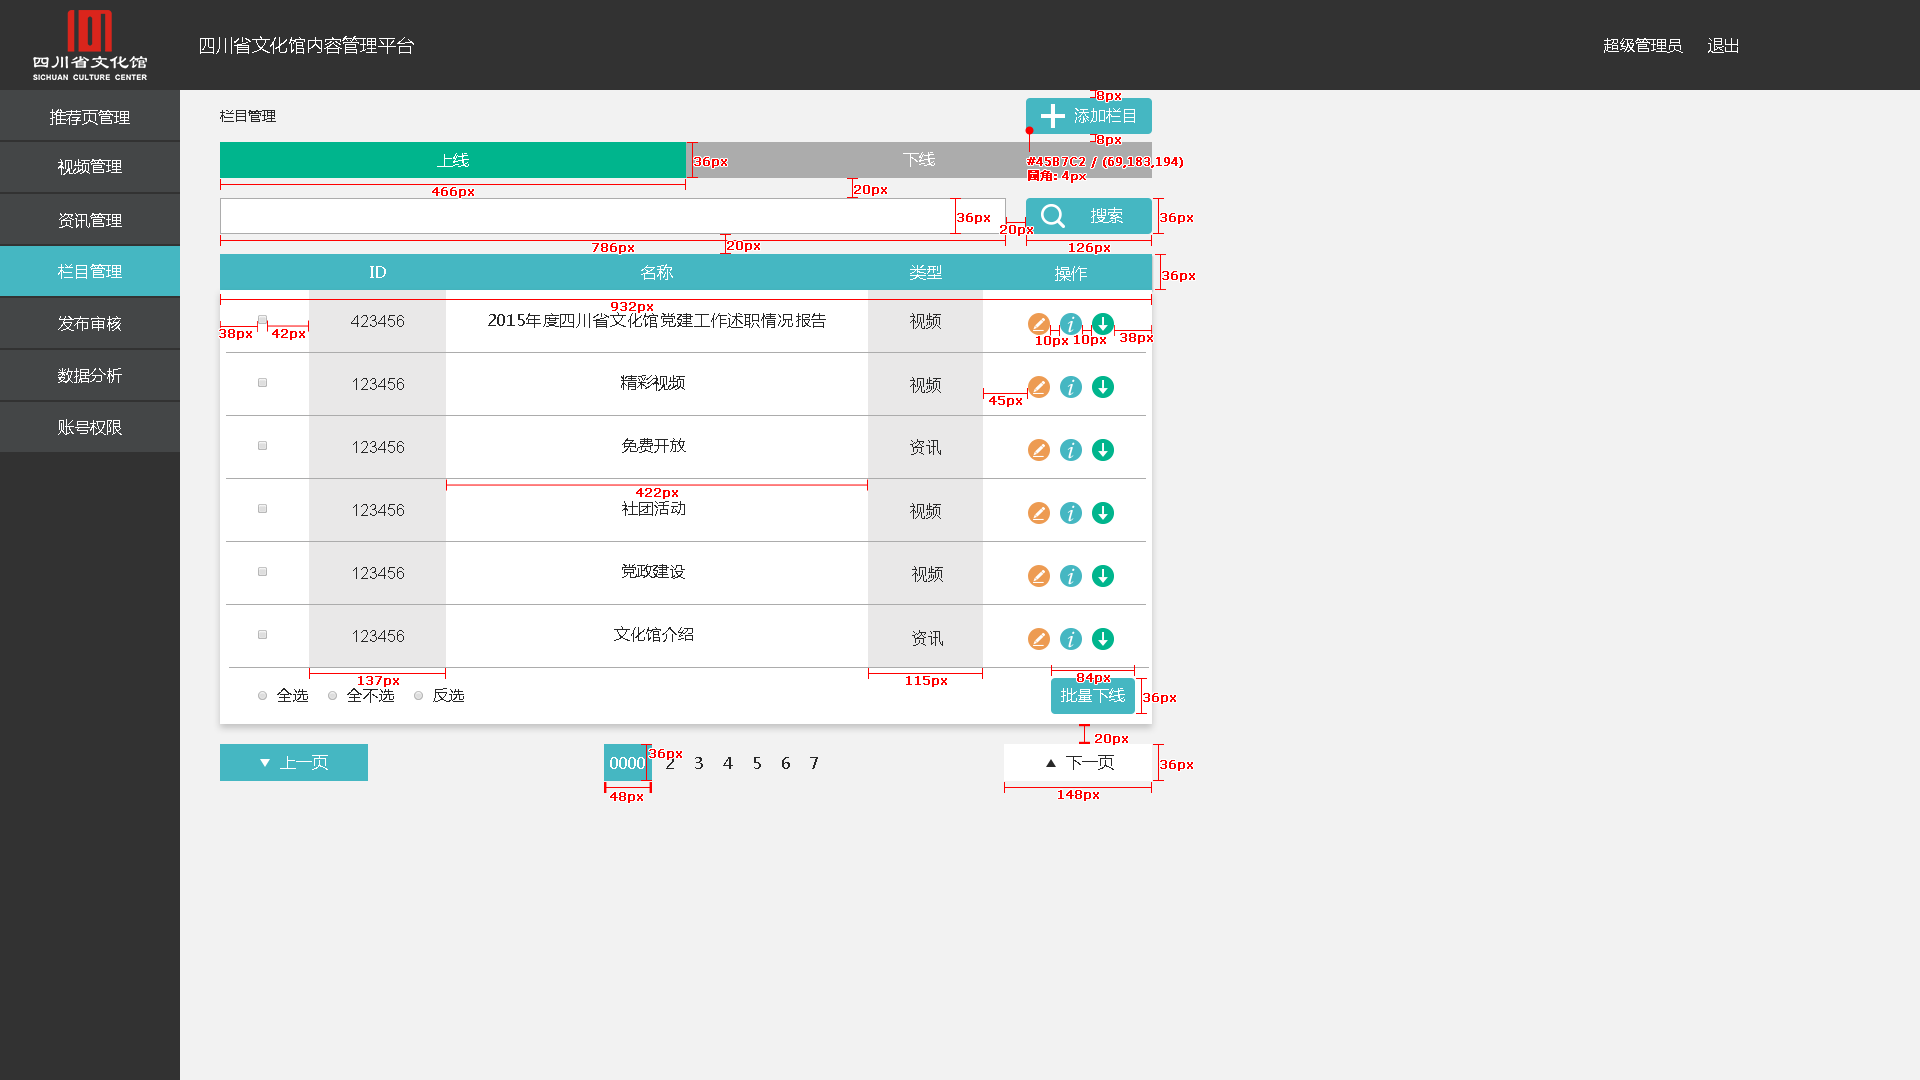 四川省文化馆
SICHUAN CULTURE CENTER
四川省文化馆内容管理平台
超级管理员 退出
推荐页管理
视频管理
资讯管理
栏目管理
发布审核
数据分析
账号权限
栏目管理
8px
添加栏目
8px
上线
36px
下线
#45B7C2 / (69,183,194)
圆角: 4px
466px
20px
36px
20px
搜索
36px
786px
20px
126px
ID 名称 类型 操作
36px
932px
423456 2015年度四川省文化馆党建工作述职情况报告 视频
38px 42px
10px 10px 38px
123456 精彩视频 视频
45px
123456 免费开放 资讯
422px
123456 社团活动 视频
123456 党政建设 视频
123456 文化馆介绍 资讯
137px 115px 84px
全选 全不选 反选
批量下线
36px
20px
上一页
0000 2 3 4 5 6 7
36px
下一页
36px
48px
148px